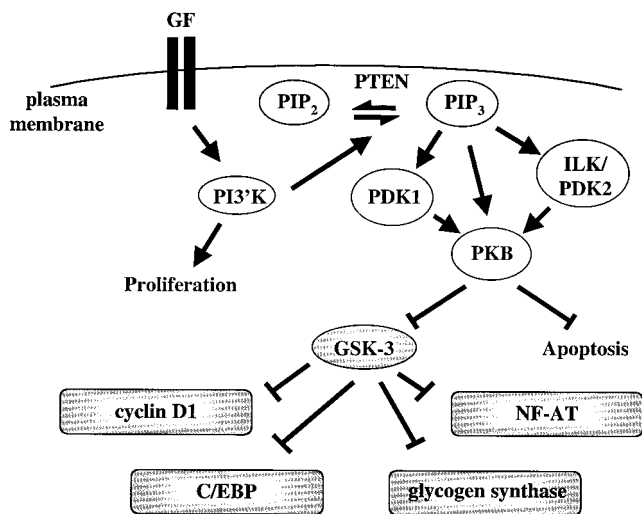 GF
plasma
membrane
PIP2
PTEN
PIP3
PI3'K
PDK1
ILK/
PDK2
PKB
Proliferation
GSK-3
Apoptosis
cyclin D1
NF-AT
C/EBP
glycogen synthase